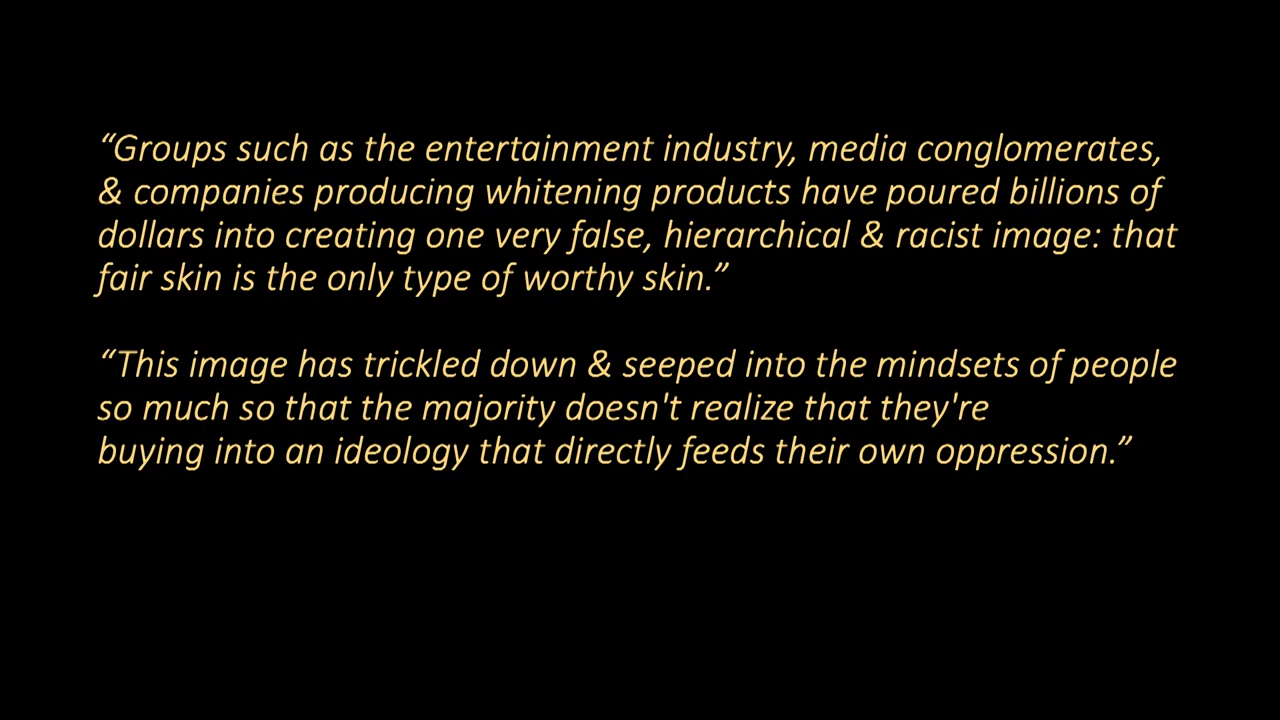 “Groups such as the entertainment industry, media conglomerates,
& companies producing whitening products have poured billions of
dollars into creating one very false, hierarchical & racist image: that
fair skin is the only type of worthy skin.”
“This image has trickled down & seeped into the mindsets of people
so much so that the majority doesn't realize that they're
buying into an ideology that directly feeds their own oppression.”